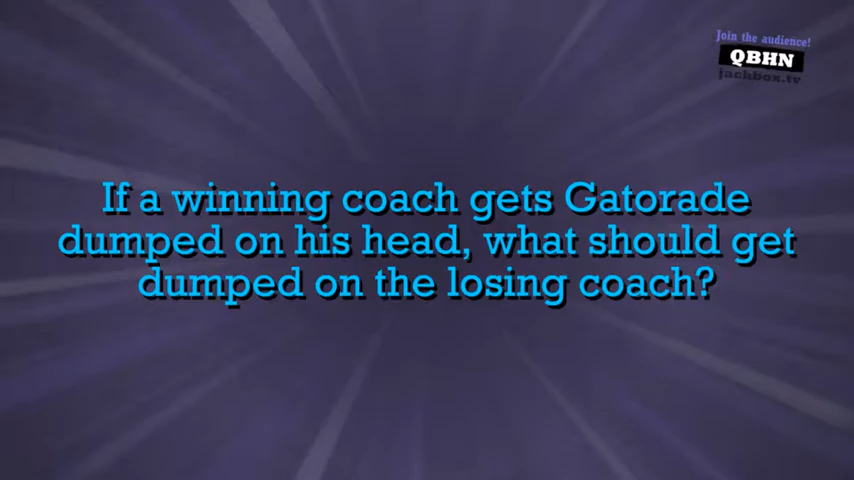 Join the audience!
QBHN
jackbox.tv
If a winning coach gets Gatorade
dumped on his head, what should get
dumped on the losing coach?